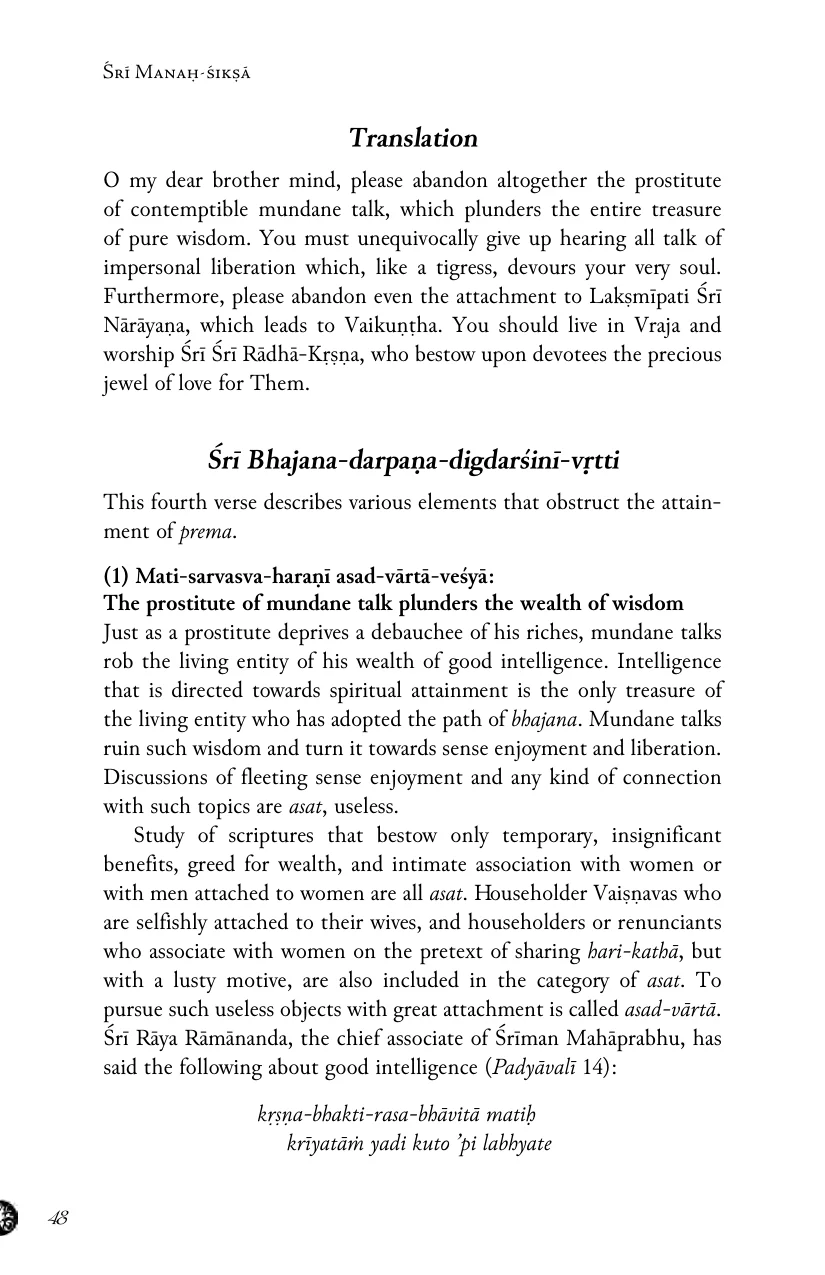 Śrī Manaḥ-śikṣā
Translation
O my dear brother mind, please abandon altogether the prostitute
of contemptible mundane talk, which plunders the entire treasure
of pure wisdom. You must unequivocally give up hearing all talk of
impersonal liberation which, like a tigress, devours your very soul.
Furthermore, please abandon even the attachment to Lakṣmīpati Śrī
Nārāyaṇa, which leads to Vaikuṇṭha. You should live in Vraja and
worship Śrī Śrī Rādhā-Kṛṣṇa, who bestow upon devotees the precious
jewel of love for Them.
Śrī Bhajana-darpaṇa-digdarśinī-vṛtti
This fourth verse describes various elements that obstruct the attain-
ment of prema.
(1) Mati-sarvasva-haraṇī asad-vārtā-veśyā:
The prostitute of mundane talk plunders the wealth of wisdom
Just as a prostitute deprives a debauchee of his riches, mundane talks
rob the living entity of his wealth of good intelligence. Intelligence
that is directed towards spiritual attainment is the only treasure of
the living entity who has adopted the path of bhajana. Mundane talks
ruin such wisdom and turn it towards sense enjoyment and liberation.
Discussions of fleeting sense enjoyment and any kind of connection
with such topics are asat, useless.
Study of scriptures that bestow only temporary, insignificant
benefits, greed for wealth, and intimate association with women or
with men attached to women are all asat. Householder Vaiṣṇavas who
are selfishly attached to their wives, and householders or renunciants
who associate with women on the pretext of sharing hari-kathā, but
with a lusty motive, are also included in the category of asat. To
pursue such useless objects with great attachment is called asad-vārtā.
Śrī Rāya Rāmānanda, the chief associate of Śrīman Mahāprabhu, has
said the following about good intelligence (Padyāvalī 14):
kṛṣṇa-bhakti-rasa-bhāvitā matiḥ
krīyatāṁ yadi kuto ’pi labhyate
48